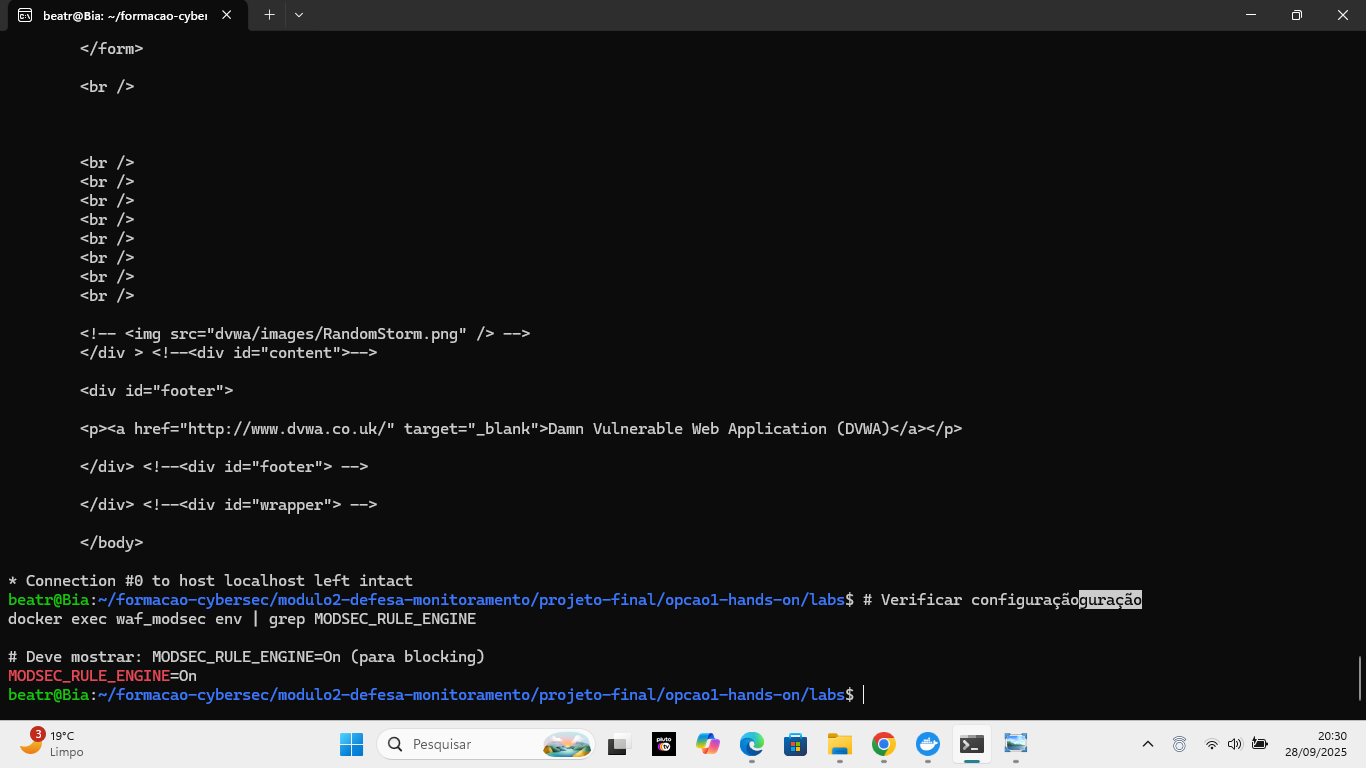 beatr@Bia: ~/formacao-cyber
</form>
<br />
<br />
<br />
<br />
<br />
<br />
<br />
<br />
<br />
<!-- <img src="dvwa/images/RandomStorm.png" /> -->
</div > <!--<div id="content">-->
<div id="footer">
<p><a href="http://www.dvwa.co.uk/" target="_blank">Damn Vulnerable Web Application (DVWA)</a></p>
</div> <!--<div id="footer"> -->
</div> <!--<div id="wrapper"> -->
</body>
* Connection #0 to host localhost left intact
beatr@Bia:~/formacao-cybersec/modulo2-defesa-monitoramento/projeto-final/opcao1-hands-on/labs$ # Verificar configuraçãoguração
docker exec waf_modsec env | grep MODSEC_RULE_ENGINE
# Deve mostrar: MODSEC_RULE_ENGINE=On (para blocking)
MODSEC_RULE_ENGINE=On
beatr@Bia:~/formacao-cybersec/modulo2-defesa-monitoramento/projeto-final/opcao1-hands-on/labs$
3
19°C
Limpo
Pesquisar
pluto tv
20:30
28/09/2025